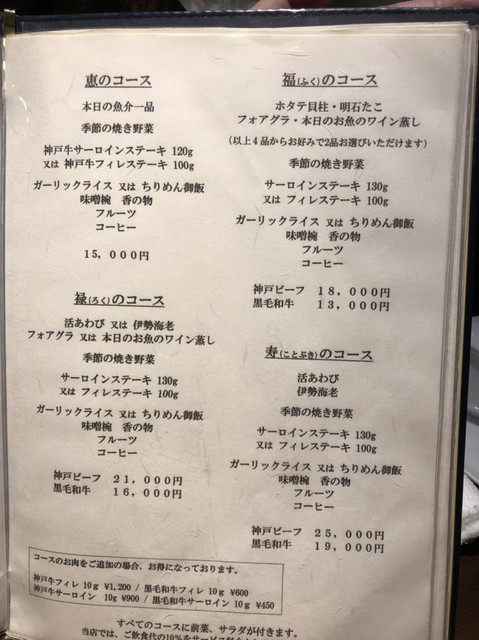 恵のコース
本日の魚介一品
季節の焼き野菜
神戸牛サーロインステーキ 120g
又は 神戸牛フィレステーキ 100g
ガーリックライス 又は ちりめん御飯
味噌椀 香の物
フルーツ
コーヒー
15,000円
福(ふく)のコース
ホタテ貝柱・明石たこ
フォアグラ・本日のお魚のワイン蒸し
(以上4品からお好みで2品お選びいただけます)
季節の焼き野菜
サーロインステーキ 130g
又は フィレステーキ 100g
ガーリックライス 又は ちりめん御飯
味噌椀 香の物
フルーツ
コーヒー
神戸ビーフ 18,000円
黒毛和牛 13,000円
禄(ろく)のコース
活あわび 又は 伊勢海老
フォアグラ 又は 本日のお魚のワイン蒸し
季節の焼き野菜
サーロインステーキ 130g
又は フィレステーキ 100g
ガーリックライス 又は ちりめん御飯
味噌椀 香の物
フルーツ
コーヒー
神戸ビーフ 21,000円
黒毛和牛 16,000円
寿(ことぶき)のコース
活あわび
伊勢海老
季節の焼き野菜
サーロインステーキ 130g
又は フィレステーキ 100g
ガーリックライス 又は ちりめん御飯
味噌椀 香の物
フルーツ
コーヒー
神戸ビーフ 25,000円
黒毛和牛 19,000円
コースのお肉をご追加の場合、お得になっております。
神戸牛フィレ 10g ¥1,200 / 黒毛和牛フィレ 10g ¥600
神戸牛サーロイン 10g ¥900 / 黒毛和牛サーロイン 10g ¥450
すべてのコースに前菜、サラダが付きます。
当店では、ご飲食代の10%をサービス料